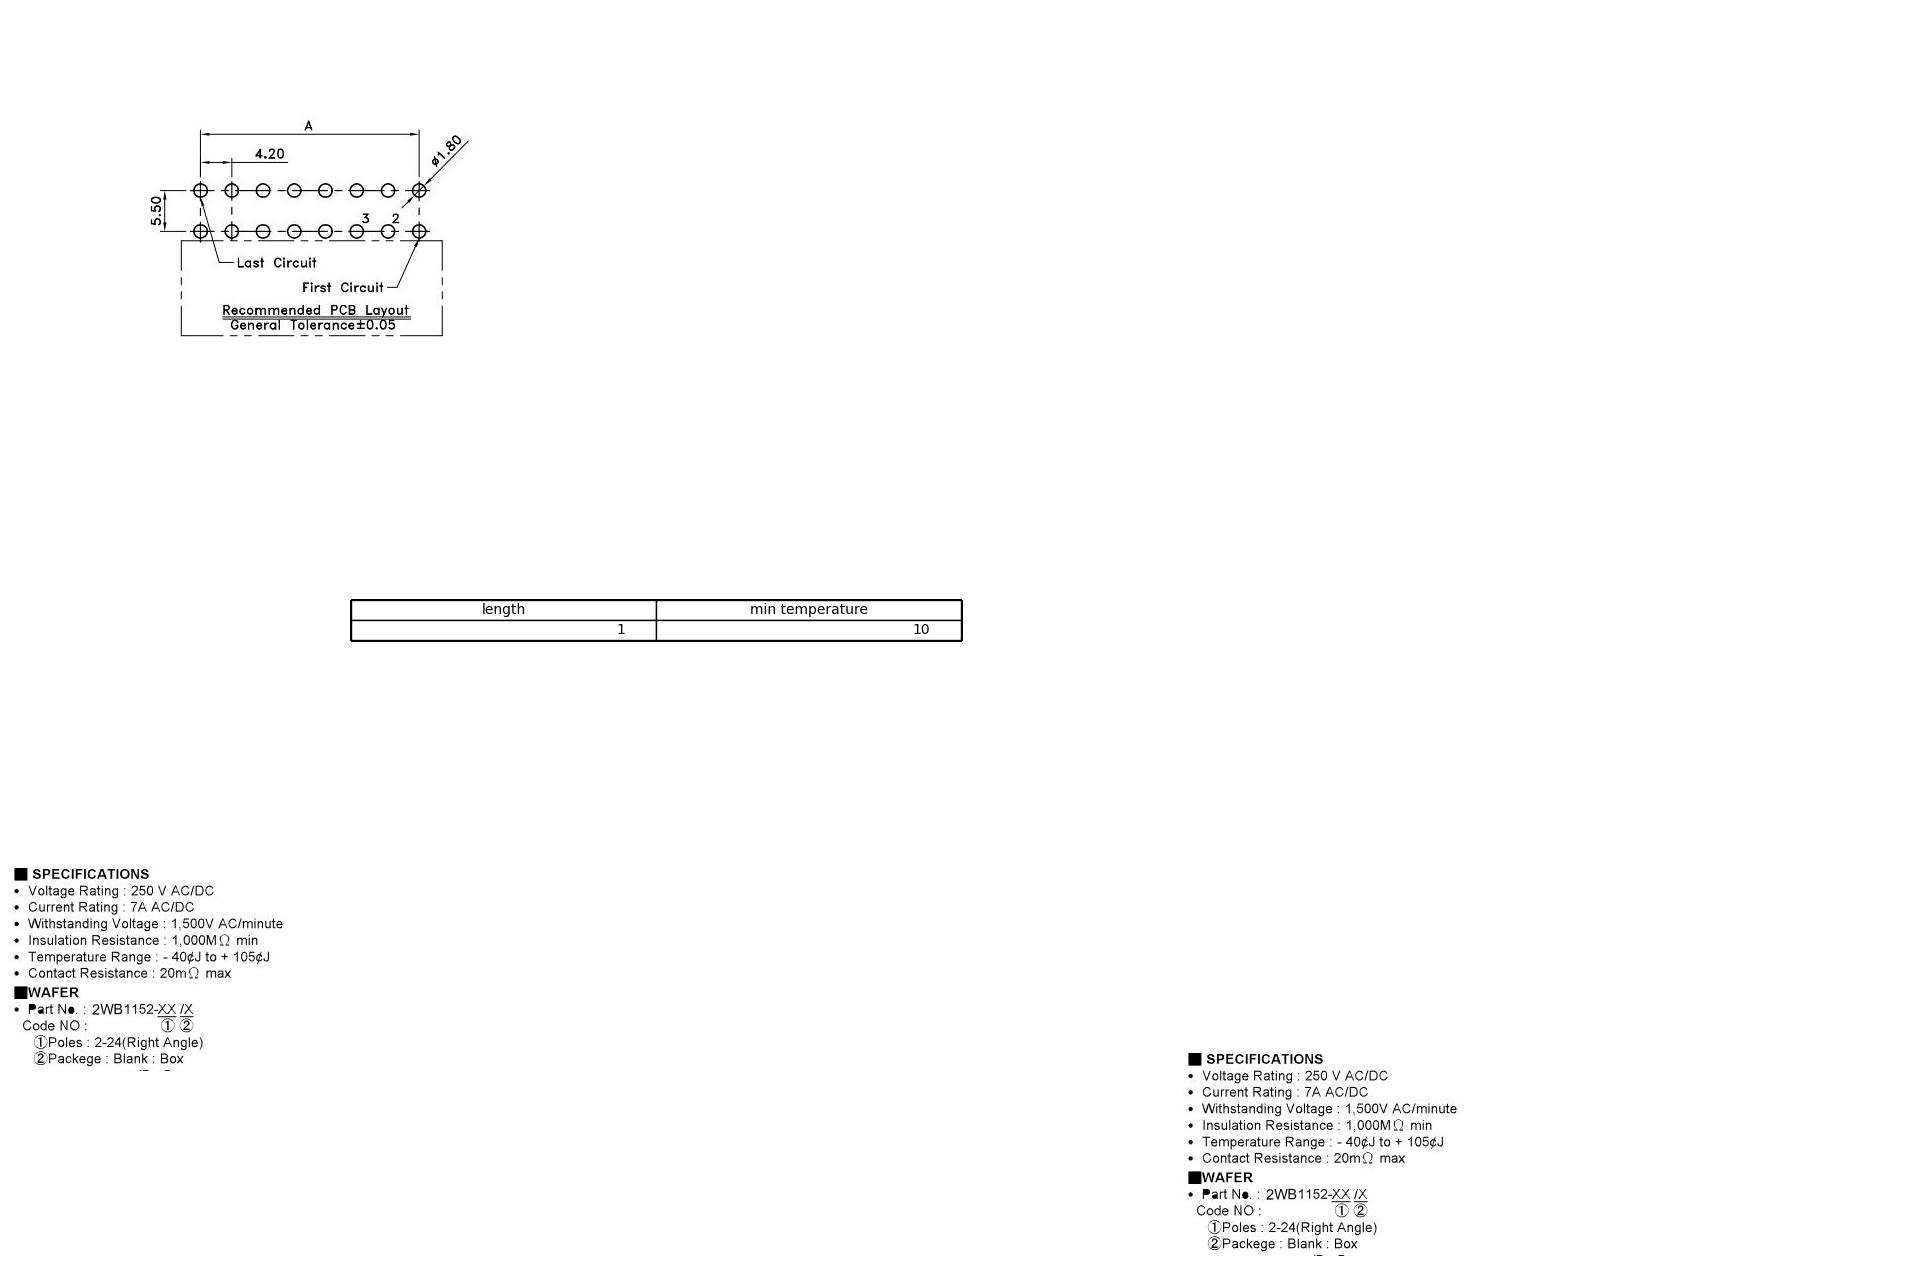 A
4.20
ø1.80
5.50
3 2
Last Circuit
First Circuit
Recommended PCB Layout
General Tolerance±0.05
length min temperature
1 10
■ SPECIFICATIONS
• Voltage Rating : 250 V AC/DC
• Current Rating : 7A AC/DC
• Withstanding Voltage : 1,500V AC/minute
• Insulation Resistance : 1,000MΩ min
• Temperature Range : - 40¢J to + 105¢J
• Contact Resistance : 20mΩ max
■WAFER
• Part No. : 2WB1152-XX /X
Code NO : ① ②
①Poles : 2-24(Right Angle)
②Packege : Blank : Box
■ SPECIFICATIONS
• Voltage Rating : 250 V AC/DC
• Current Rating : 7A AC/DC
• Withstanding Voltage : 1,500V AC/minute
• Insulation Resistance : 1,000MΩ min
• Temperature Range : - 40¢J to + 105¢J
• Contact Resistance : 20mΩ max
■WAFER
• Part No. : 2WB1152-XX /X
Code NO : ① ②
①Poles : 2-24(Right Angle)
②Packege : Blank : Box